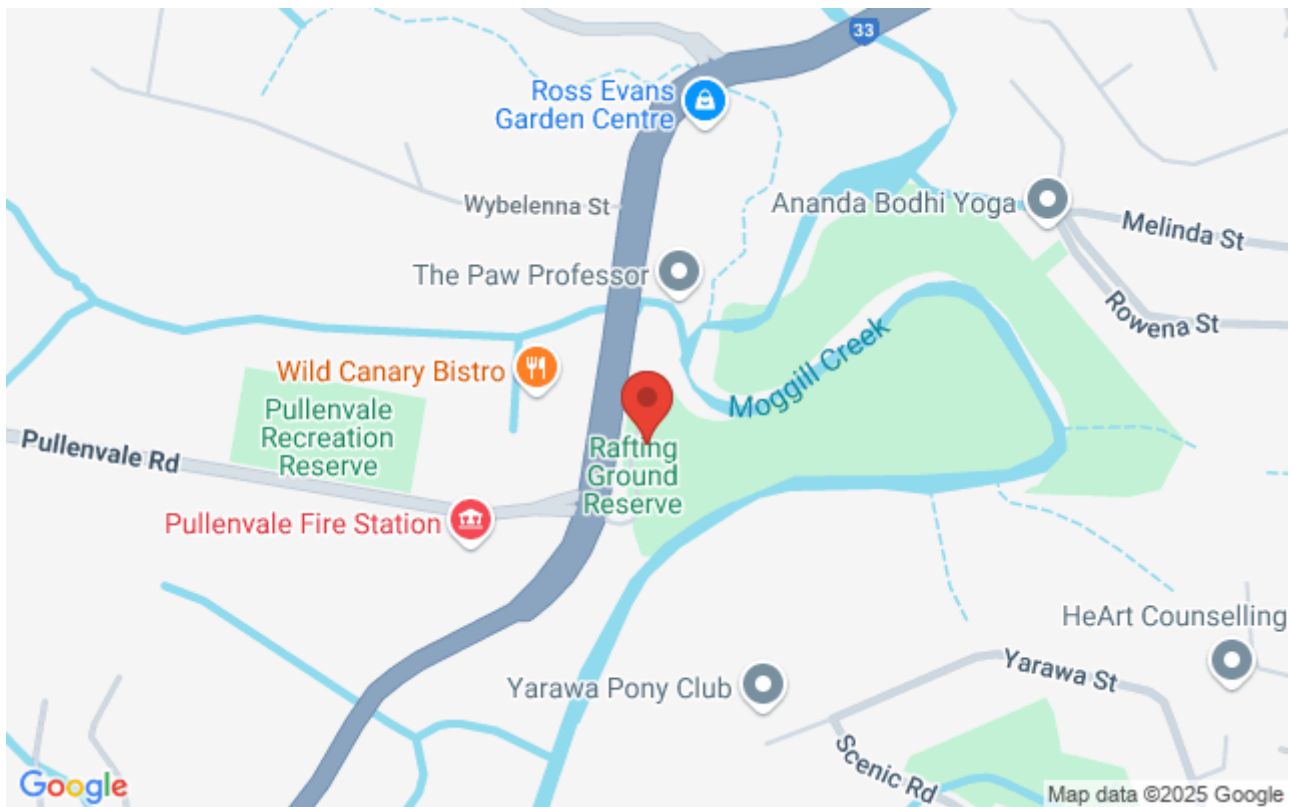 33
Ross Evans
Garden Centre
Wybelenna St
Ananda Bodhi Yoga
Melinda St
The Paw Professor
Rowena St
Wild Canary Bistro
Moggill Creek
Pullenvale
Recreation
Reserve
Pullenvale Rd
Rafting
Ground
Reserve
Pullenvale Fire Station
HeArt Counselling
Yarawa St
Yarawa Pony Club
Scenic Rd
Google
Map data ©2025 Google